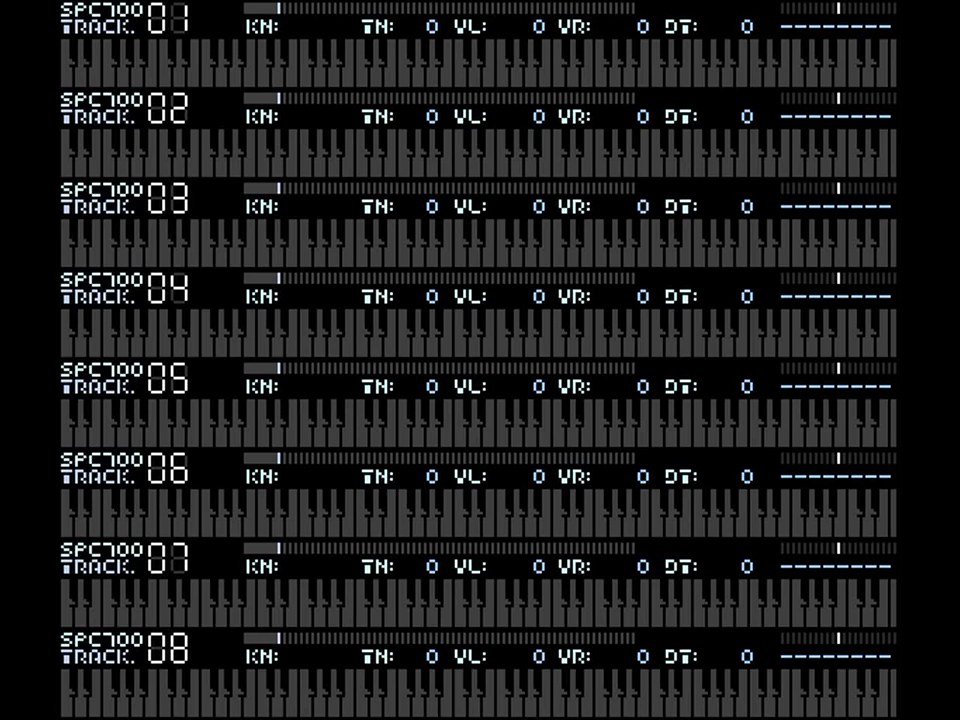 SPC700
TRACK. 01 KN: TN: 0 VL: 0 VR: 0 DT: 0 --------
SPC700
TRACK. 02 KN: TN: 0 VL: 0 VR: 0 DT: 0 --------
SPC700
TRACK. 03 KN: TN: 0 VL: 0 VR: 0 DT: 0 --------
SPC700
TRACK. 04 KN: TN: 0 VL: 0 VR: 0 DT: 0 --------
SPC700
TRACK. 05 KN: TN: 0 VL: 0 VR: 0 DT: 0 --------
SPC700
TRACK. 06 KN: TN: 0 VL: 0 VR: 0 DT: 0 --------
SPC700
TRACK. 07 KN: TN: 0 VL: 0 VR: 0 DT: 0 --------
SPC700
TRACK. 08 KN: TN: 0 VL: 0 VR: 0 DT: 0 --------